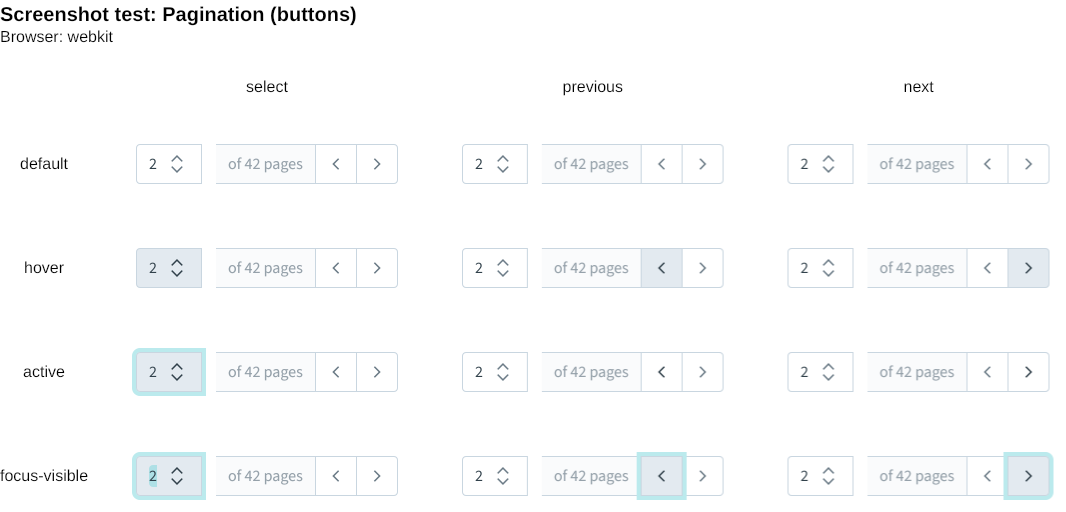 Screenshot test: Pagination (buttons)
Browser: webkit
select previous next
default 2 of 42 pages 2 of 42 pages 2 of 42 pages
hover 2 of 42 pages 2 of 42 pages 2 of 42 pages
active 2 of 42 pages 2 of 42 pages 2 of 42 pages
focus-visible 2 of 42 pages 2 of 42 pages 2 of 42 pages